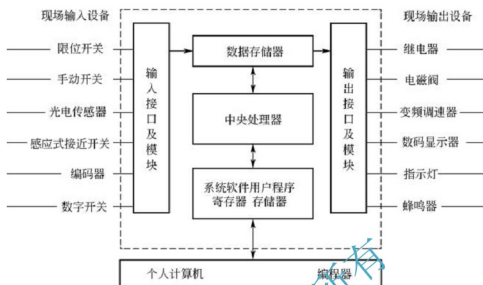 现场输入设备
现场输出设备
限位开关
手动开关
光电传感器
感应式接近开关
编码器
数字开关
输入接口及模块
数据存储器
中央处理器
系统软件用户程序
寄存器 存储器
输出接口及模块
继电器
电磁阀
变频调速器
数码显示器
指示灯
蜂鸣器
个人计算机
编程器
所有